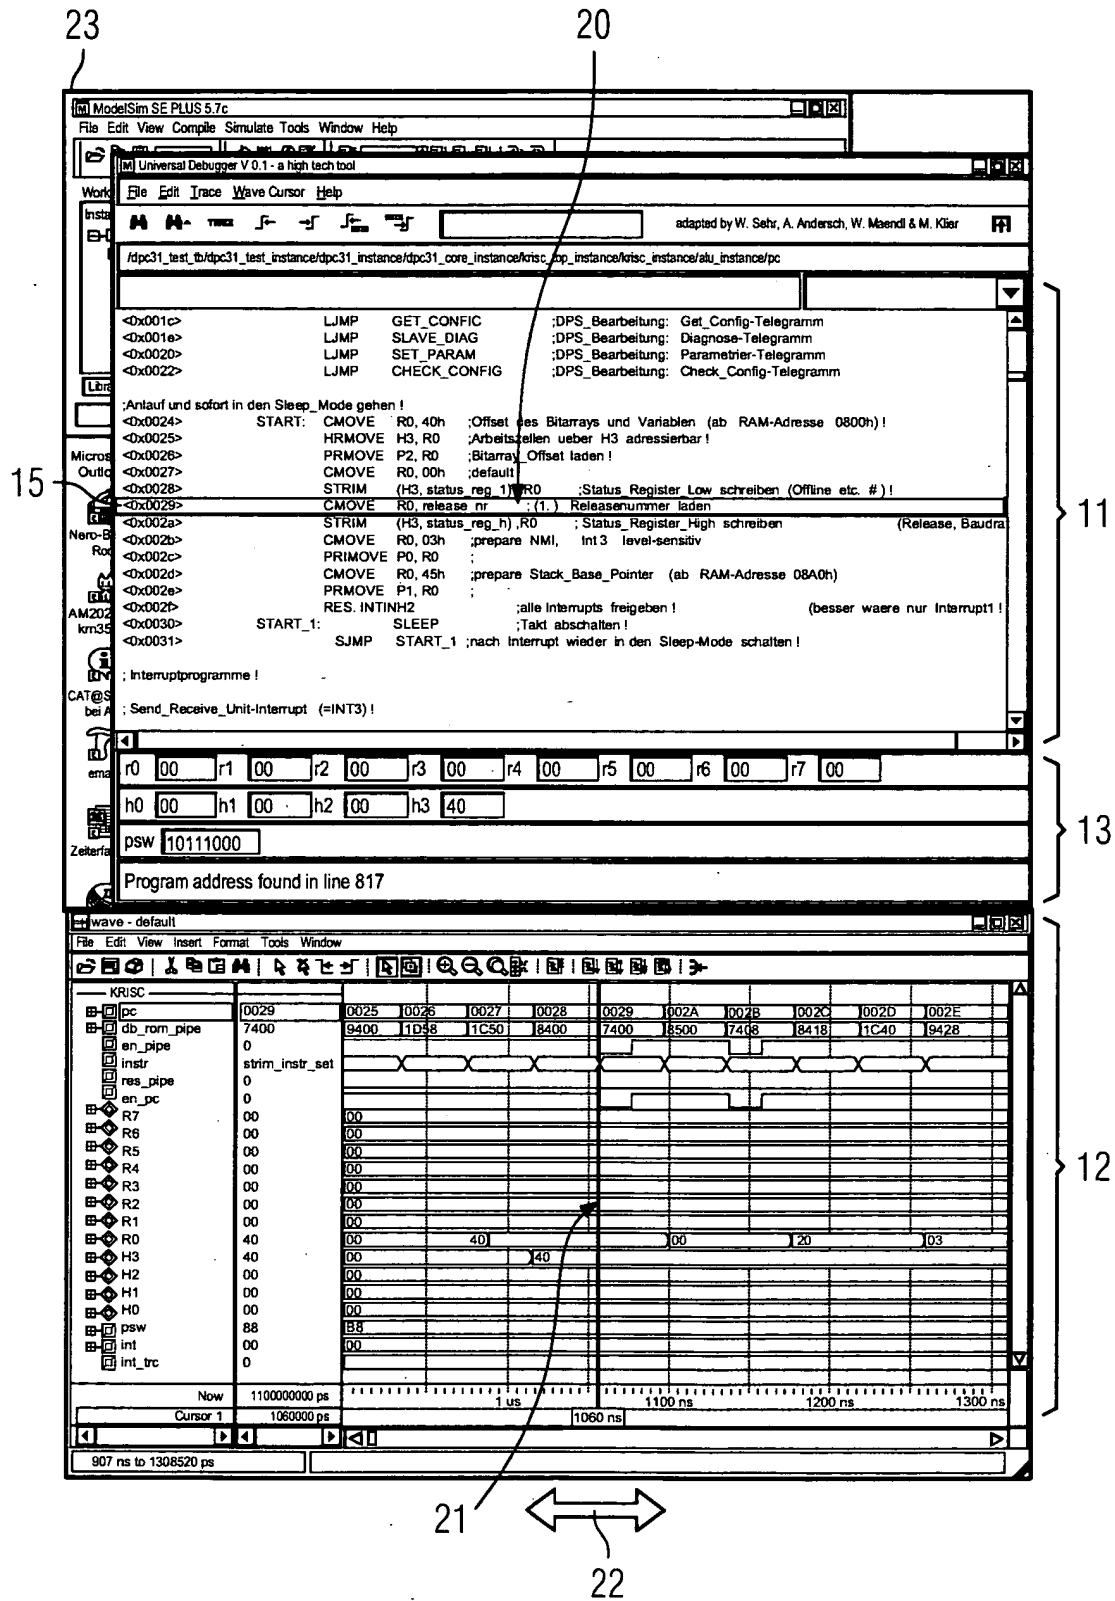 23
20
ModelSim SE PLUS 5.7c
File Edit View Compile Simulate Tools Window Help
Universal Debugger V 0.1 - a high tech tool
Work
File Edit Trace Wave Cursor Help
Insta
adapted by W. Sehr, A. Andersch, W. Maendl & M. Klier
/dpc31_test_tb/dpc31_test_instance/dpc31_instance/dpc31_core_instance/krisc_top_instance/krisc_instance/alu_instance/pc
<0x001c> LJMP GET_CONFIC ;DPS_Bearbeitung: Get_Config-Telegramm
<0x001e> LJMP SLAVE_DIAG ;DPS_Bearbeitung: Diagnose-Telegramm
<0x0020> LJMP SET_PARAM ;DPS_Bearbeitung: Parametrier-Telegramm
<0x0022> LJMP CHECK_CONFIG ;DPS_Bearbeitung: Check_Config-Telegramm
Libra
;Anlauf und sofort in den Sleep_Mode gehen !
<0x0024> START: CMOVE R0, 40h ;Offset des Bitarrays und Variablen (ab RAM-Adresse 0800h) !
<0x0025> HRMOVE H3, R0 ;Arbeitszellen ueber H3 adressierbar !
Micros
<0x0026> PRMOVE P2, R0 ;Bitarray_Offset laden !
Outlo
<0x0027> CMOVE R0, 00h ;default
15
<0x0028> STRIM (H3, status_reg_1) ,R0 ;Status_Register_Low schreiben (Offline etc. # ) !
<0x0029> CMOVE R0, release_nr ; (1. ) Releasenummer laden
11
<0x002a> STRIM (H3, status_reg_h) ,R0 ; Status_Register_High schreiben (Release, Baudra
Nero-B
<0x002b> CMOVE R0, 03h ;prepare NMI, Int 3 level-sensitiv
Roo
<0x002c> PRIMOVE P0, R0 ;
<0x002d> CMOVE R0, 45h ;prepare Stack_Base_Pointer (ab RAM-Adresse 08A0h)
<0x002e> PRMOVE P1, R0 ;
AM202
<0x002f> RES. INTINH2 ;alle Interrupts freigeben ! (besser waere nur Interrupt1 !
krn35
<0x0030> START_1: SLEEP ;Takt abschalten !
<0x0031> SJMP START_1 ;nach Interrupt wieder in den Sleep-Mode schalten !
; Interruptprogramme !
CAT@S
bei A
; Send_Receive_Unit-Interrupt (=INT3) !
ema
r0 00 r1 00 r2 00 r3 00 r4 00 r5 00 r6 00 r7 00
h0 00 h1 00 h2 00 h3 40
13
psw 10111000
Zeiterfa
Program address found in line 817
wave - default
File Edit View Insert Format Tools Window
KRISC
pc 0029 0025 0026 0027 0028 0029 002A 002B 002C 002D 002E
db_rom_pipe 7400 9400 1D58 1C50 8400 7400 8500 7408 8418 1C40 9428
en_pipe 0
instr strim_instr_set
res_pipe 0
en_pc 0
R7 00 00
R6 00 00
R5 00 00
R4 00 00
12
R3 00 00
R2 00 00
R1 00 00
R0 40 00 40 00 20 03
H3 40 00 40
H2 00 00
H1 00 00
H0 00 00
psw 88 B8
int 00 00
int_trc 0
Now 1100000000 ps 1 us 1100 ns 1200 ns 1300 ns
Cursor 1 1060000 ps 1060 ns
907 ns to 1308520 ps
21
22